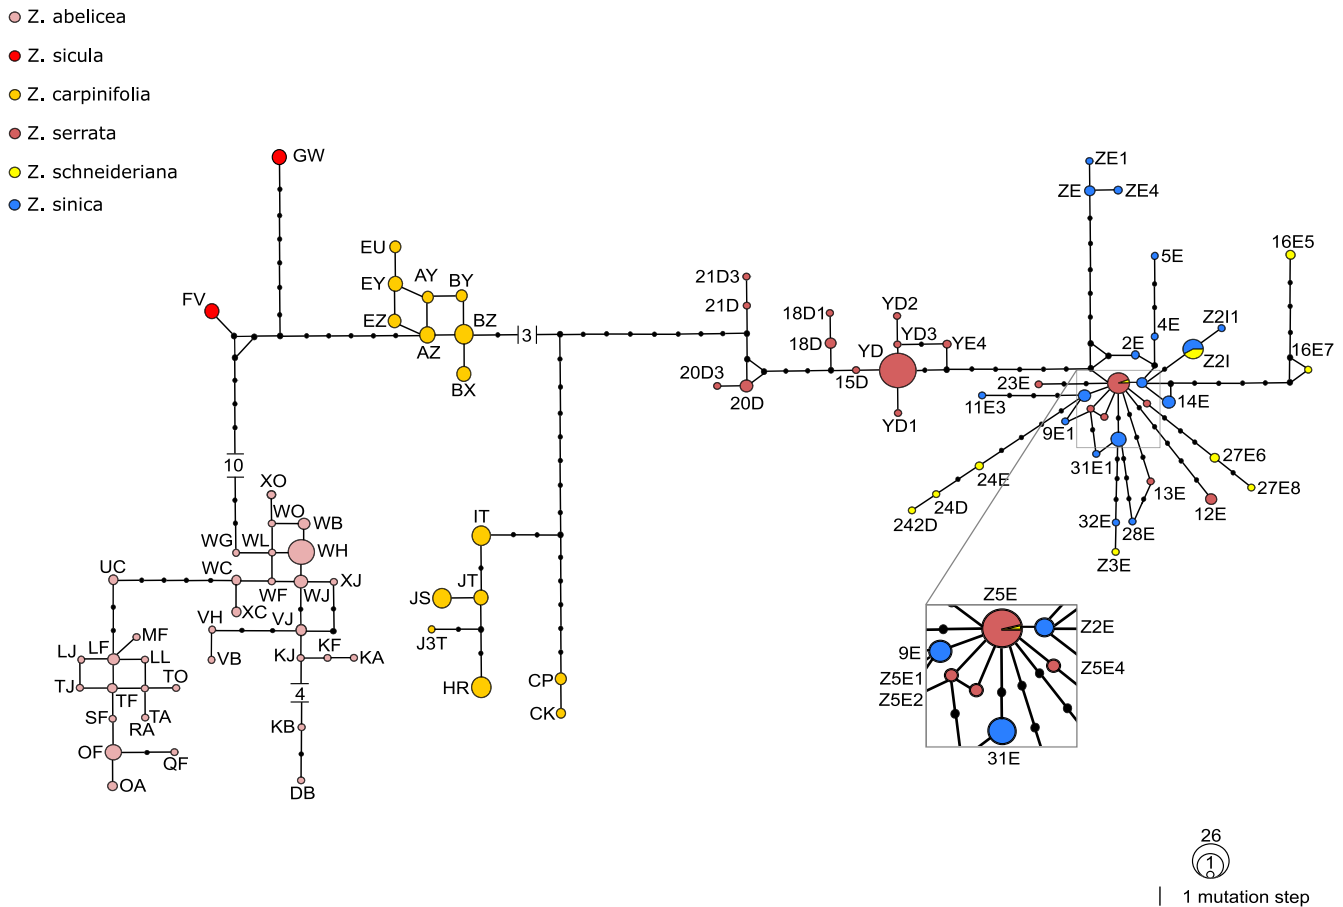 Z. abelicea
Z. sicula
Z. carpinifolia
Z. serrata
Z. schneideriana
Z. sinica
GW
FV
EU
EY
AY
BY
EZ
AZ
BZ
BX
3
10
XO
WO
WB
WG
WL
WH
UC
WC
WF
WJ
XJ
XC
VH
VJ
KF
VB
KJ
KA
4
KB
DB
MF
LJ
LF
LL
TJ
TF
TO
SF
TA
RA
OF
QF
OA
IT
JT
JS
J3T
HR
CP
CK
21D3
21D
18D1
18D
20D3
20D
15D
YD2
YD3
YD
YE4
YD1
ZE1
ZE
ZE4
5E
4E
2E
Z2I1
Z2I
16E5
16E7
14E
23E
11E3
9E1
31E1
24E
24D
242D
27E6
27E8
13E
12E
32E
28E
Z3E
Z5E
Z2E
9E
Z5E1
Z5E2
Z5E4
31E
26
1
1 mutation step